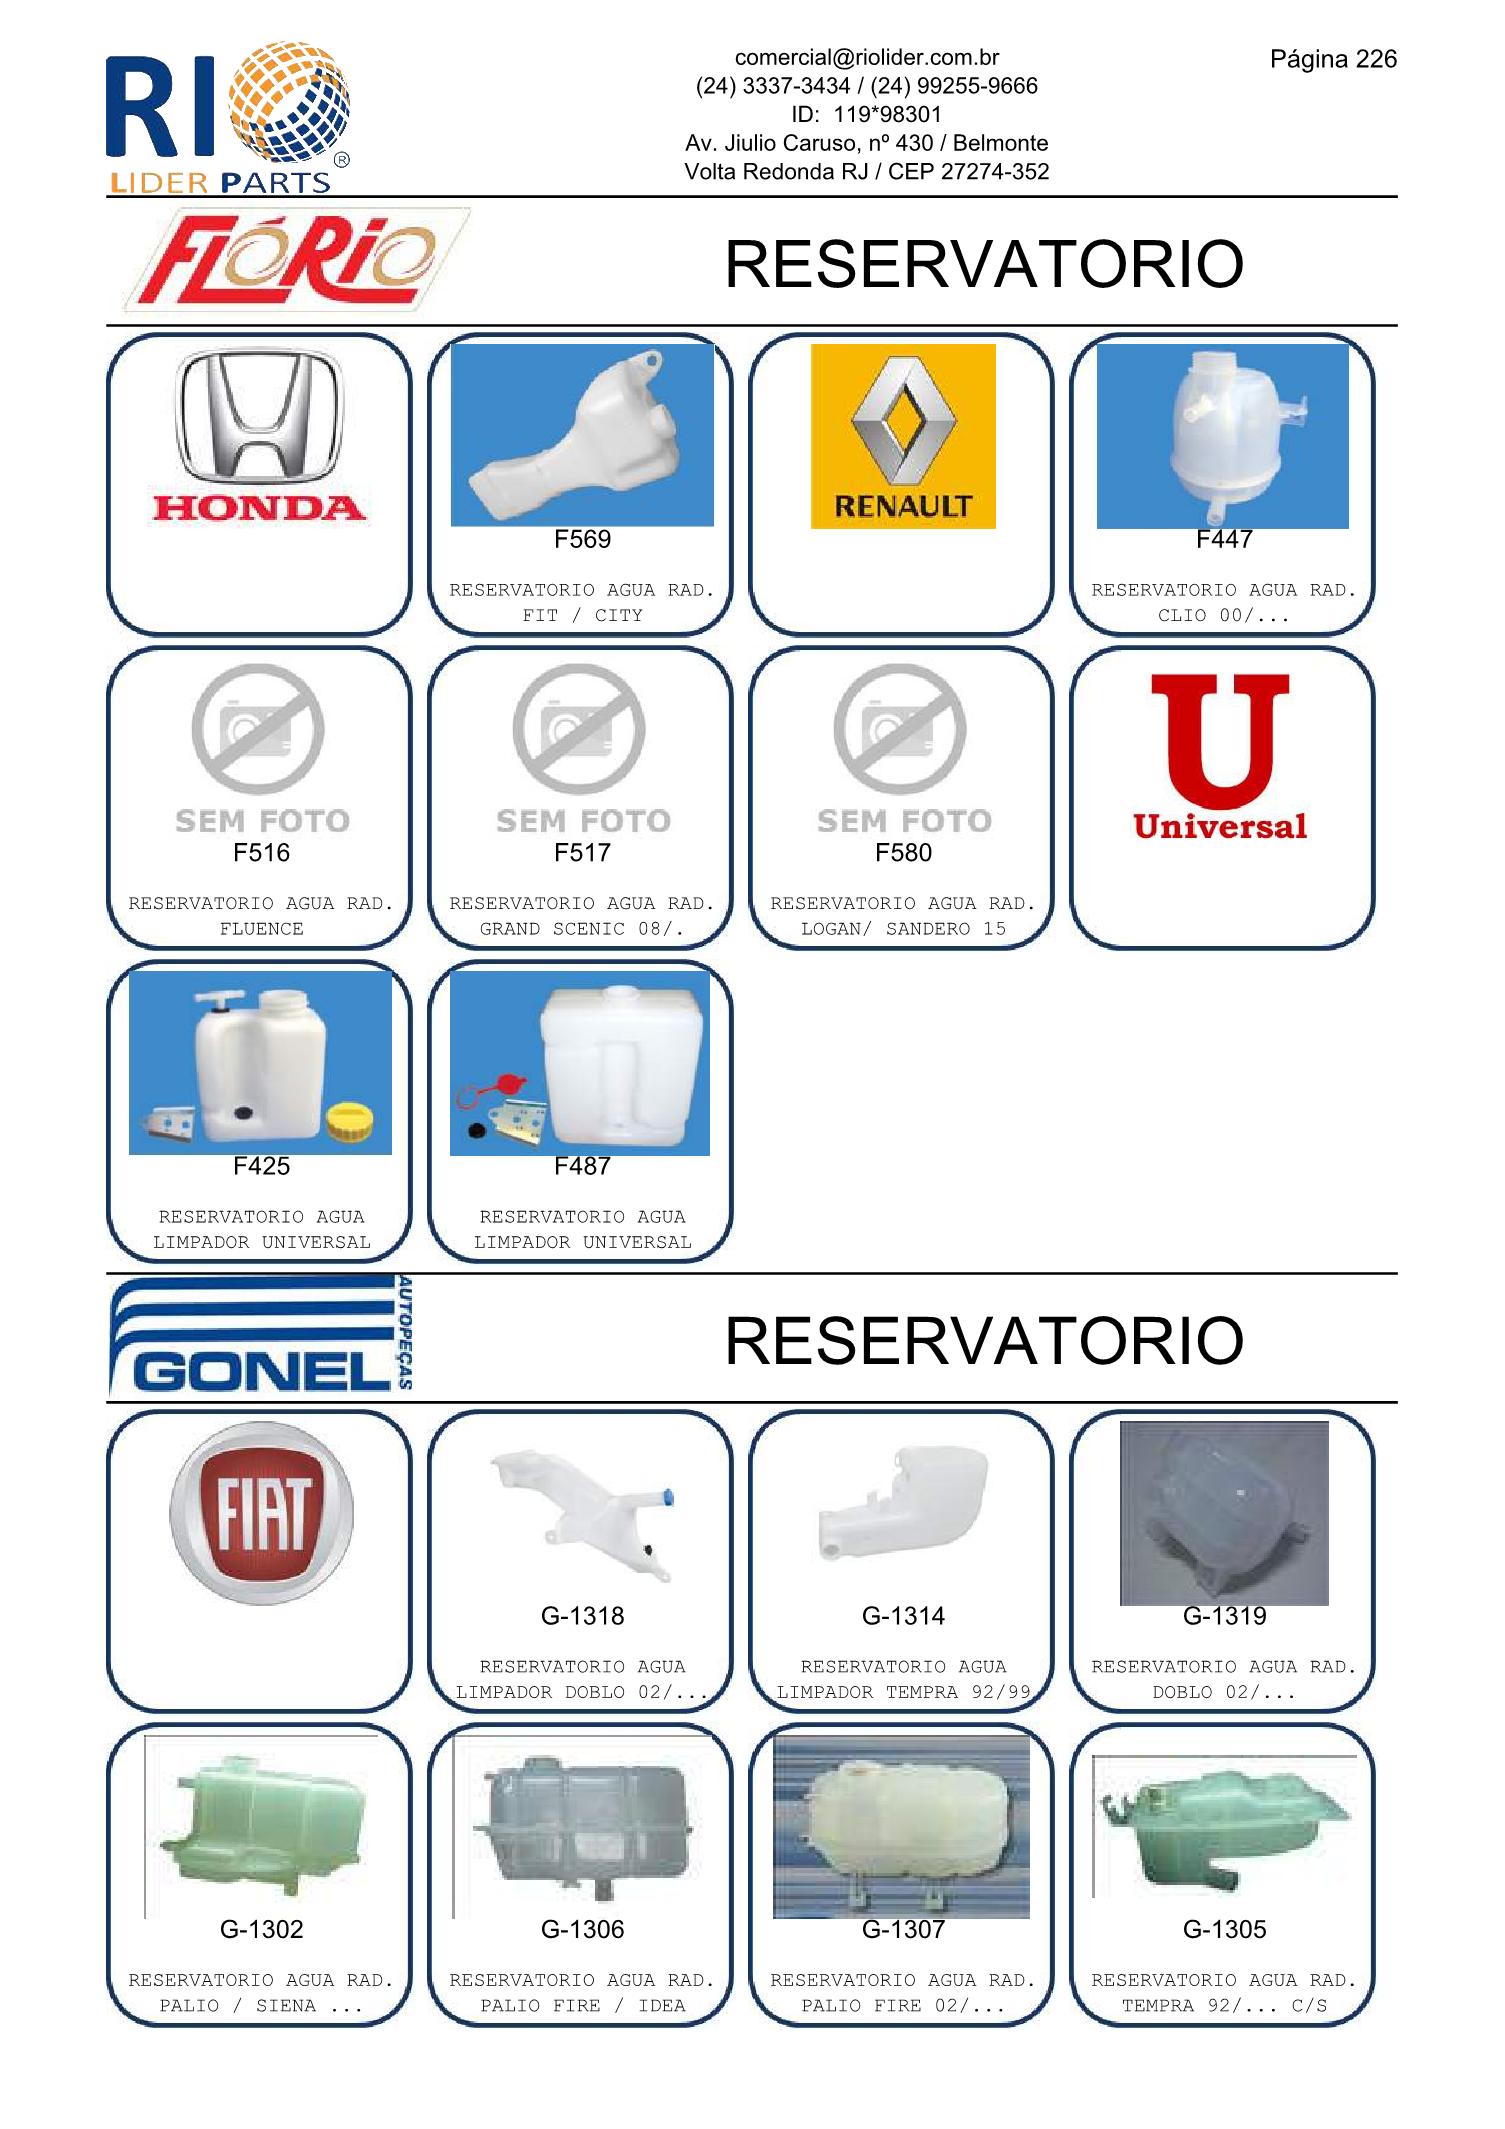 RIO
LIDER PARTS
®
comercial@riolider.com.br
(24) 3337-3434 / (24) 99255-9666
ID: 119*98301
Av. Jiulio Caruso, nº 430 / Belmonte
Volta Redonda RJ / CEP 27274-352
Página 226
FLÓRIO
RESERVATORIO
HONDA
F569
RESERVATORIO AGUA RAD.
FIT / CITY
RENAULT
F447
RESERVATORIO AGUA RAD.
CLIO 00/...
SEM FOTO
F516
RESERVATORIO AGUA RAD.
FLUENCE
SEM FOTO
F517
RESERVATORIO AGUA RAD.
GRAND SCENIC 08/.
SEM FOTO
F580
RESERVATORIO AGUA RAD.
LOGAN/ SANDERO 15
U
Universal
F425
RESERVATORIO AGUA
LIMPADOR UNIVERSAL
F487
RESERVATORIO AGUA
LIMPADOR UNIVERSAL
GONEL
AUTOPEÇAS
RESERVATORIO
FIAT
G-1318
RESERVATORIO AGUA
LIMPADOR DOBLO 02/...
G-1314
RESERVATORIO AGUA
LIMPADOR TEMPRA 92/99
G-1319
RESERVATORIO AGUA RAD.
DOBLO 02/...
G-1302
RESERVATORIO AGUA RAD.
PALIO / SIENA ...
G-1306
RESERVATORIO AGUA RAD.
PALIO FIRE / IDEA
G-1307
RESERVATORIO AGUA RAD.
PALIO FIRE 02/...
G-1305
RESERVATORIO AGUA RAD.
TEMPRA 92/... C/S